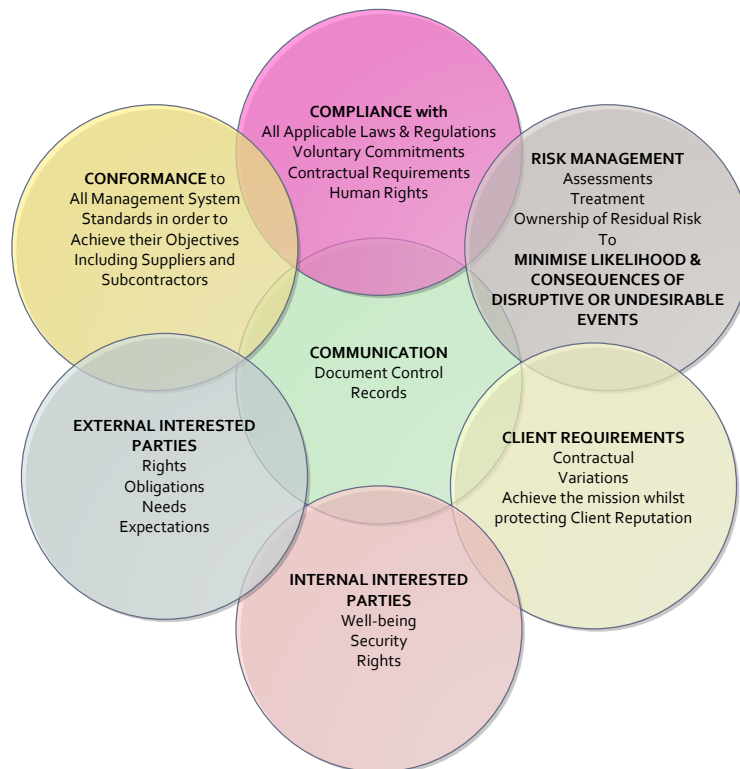 COMPLIANCE with
All Applicable Laws & Regulations
Voluntary Commitments
Contractual Requirements
Human Rights
CONFORMANCE to
All Management System
Standards in order to
Achieve their Objectives
Including Suppliers and
Subcontractors
RISK MANAGEMENT
Assessments
Treatment
Ownership of Residual Risk
To
MINIMISE LIKELIHOOD &
CONSEQUENCES OF
DISRUPTIVE OR UNDESIRABLE
EVENTS
COMMUNICATION
Document Control
Records
EXTERNAL INTERESTED
PARTIES
Rights
Obligations
Needs
Expectations
CLIENT REQUIREMENTS
Contractual
Variations
Achieve the mission whilst
protecting Client Reputation
INTERNAL INTERESTED
PARTIES
Well-being
Security
Rights